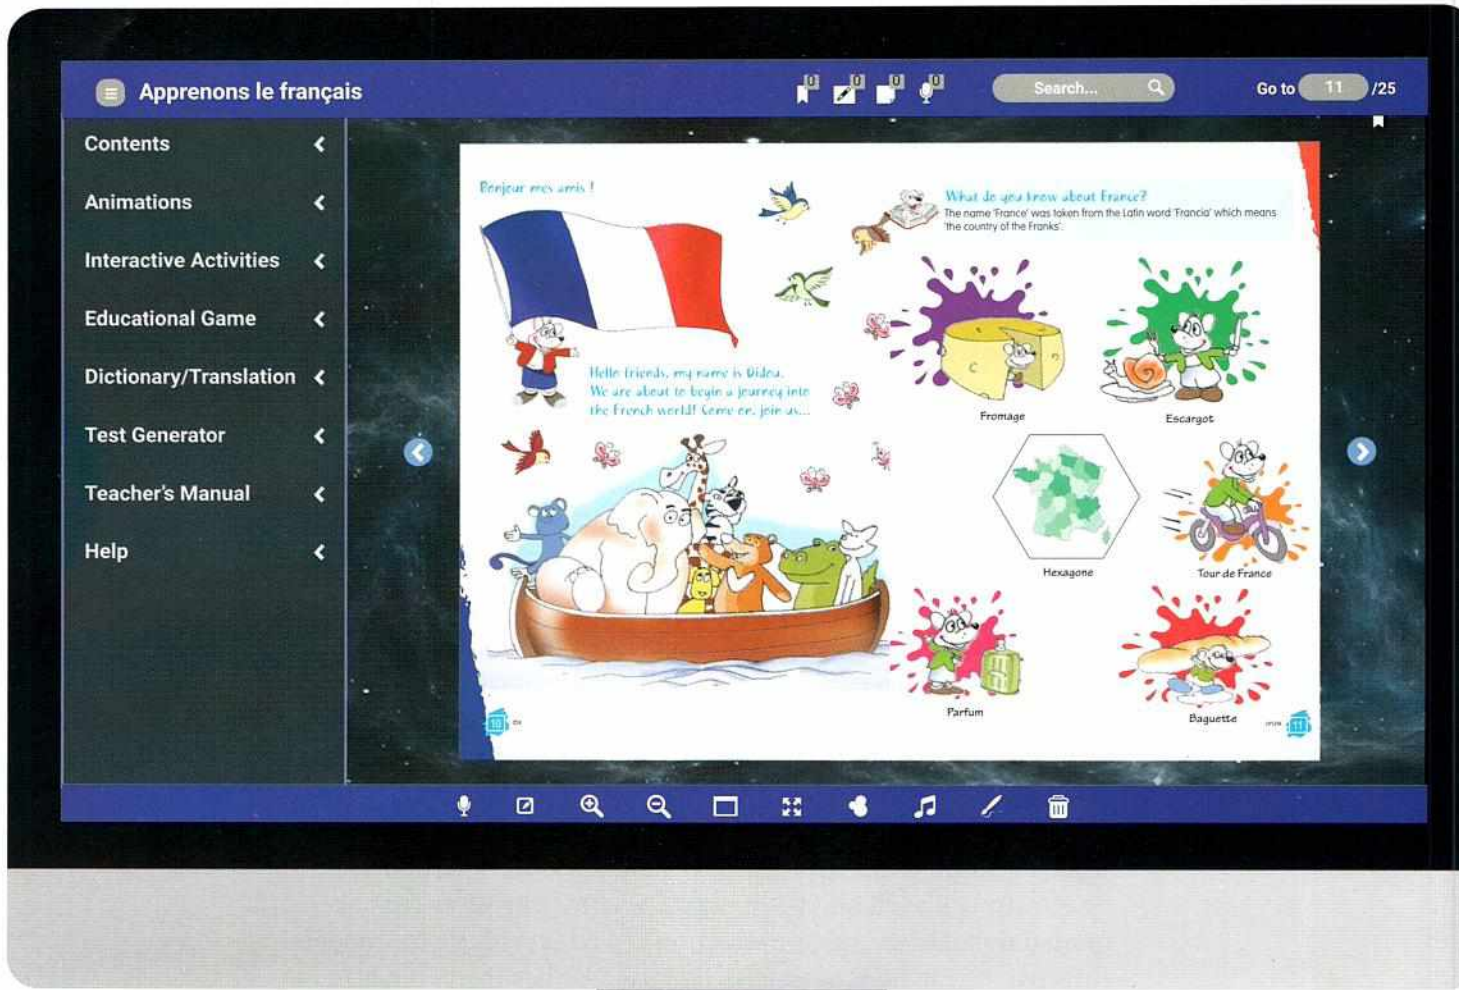 Apprenons le français
0
0
0
0
Search...
Go to 11 /25
Contents
Animations
Interactive Activities
Educational Game
Dictionary/Translation
Test Generator
Teacher's Manual
Help
Bonjour mes amis !
Hello friends, my name is Didou.
We are about to begin a journey into
the French world! Come on, join us...
10
What do you know about France?
The name 'France' was taken from the Latin word 'Francia' which means
'the country of the Franks'.
Fromage
Escargot
Hexagone
Tour de France
Parfum
Baguette
11